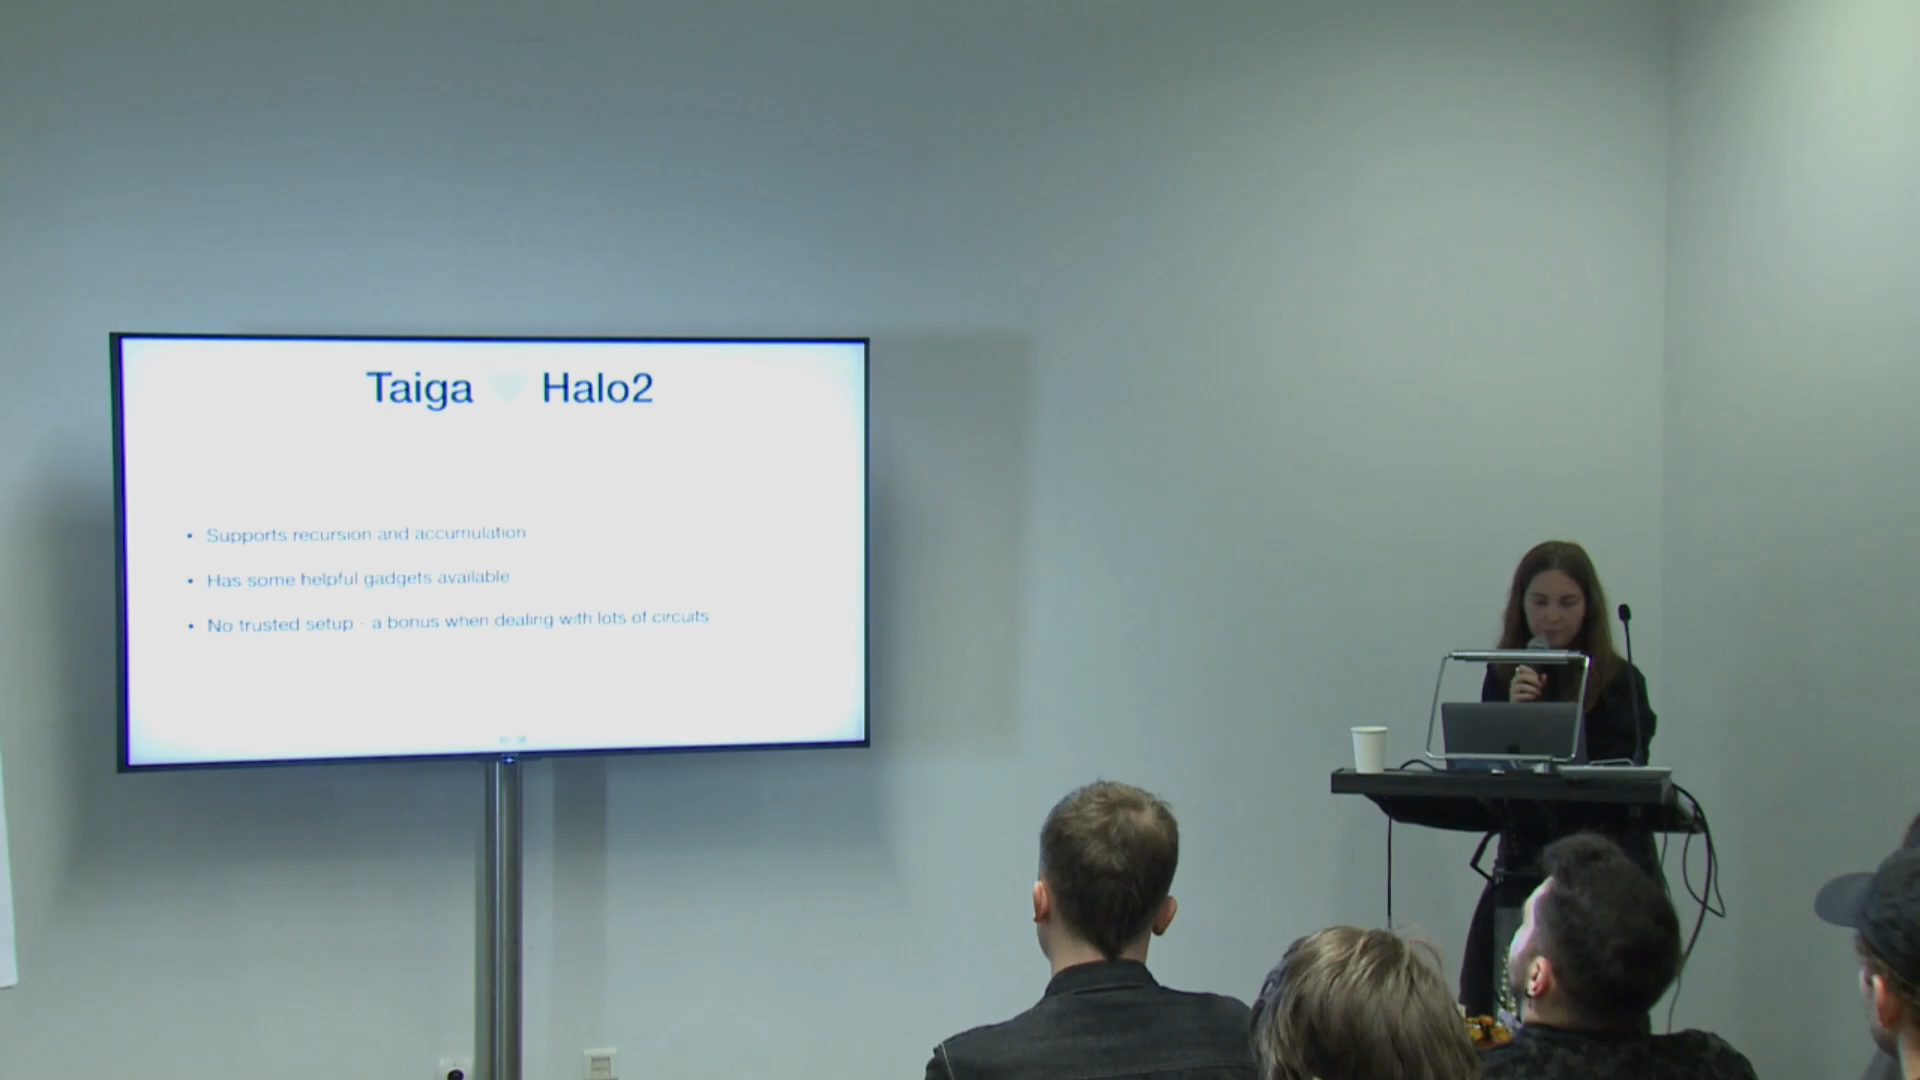 Taiga 🤍 Halo2
• Supports recursion and accumulation
• Has some helpful gadgets available
• No trusted setup - a bonus when dealing with lots of circuits